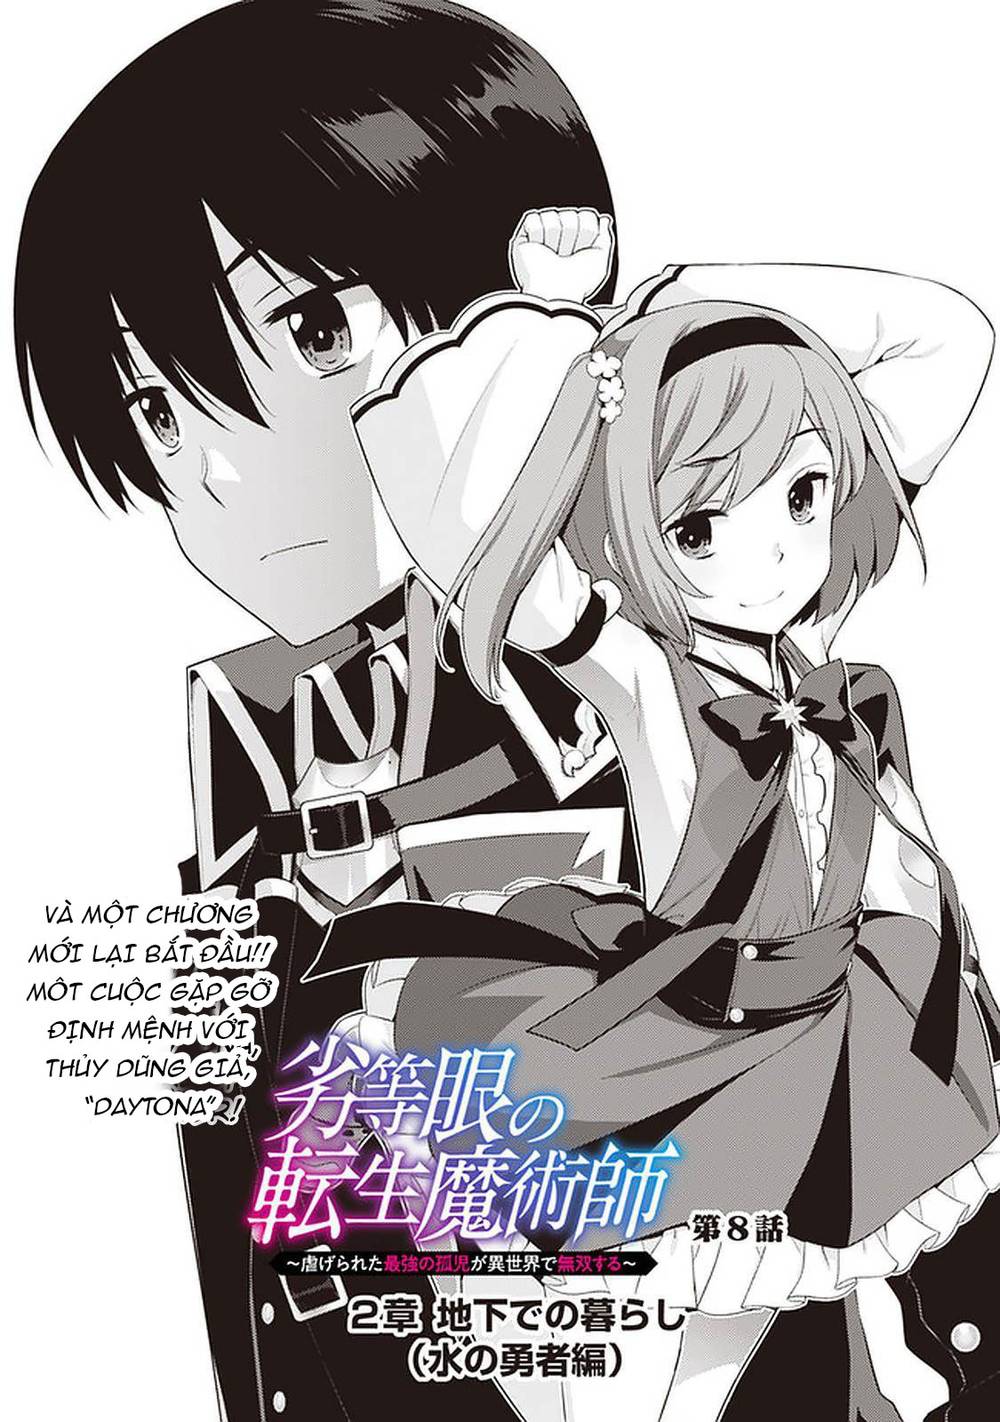 VÀ MỘT CHƯƠNG
MỚI LẠI BẮT ĐẦU!!
MỘT CUỘC GẶP GỠ
ĐỊNH MỆNH VỚI
THỦY DŨNG GIẢ,
“DAYTONA”!
劣等眼の
転生魔術師
第8話
～虐げられた最強の孤児が異世界で無双する～
2章 地下での暮らし
（水の勇者編）